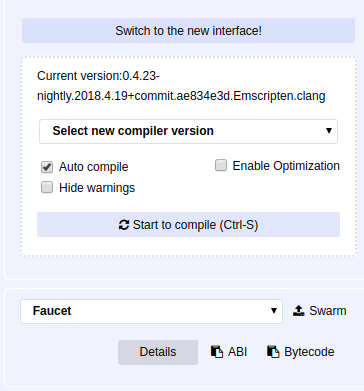 Switch to the new interface!
Current version:0.4.23-
nightly.2018.4.19+commit.ae834e3d.Emscripten.clang
Select new compiler version
Auto compile Enable Optimization
Hide warnings
Start to compile (Ctrl-S)
Faucet Swarm
Details ABI Bytecode